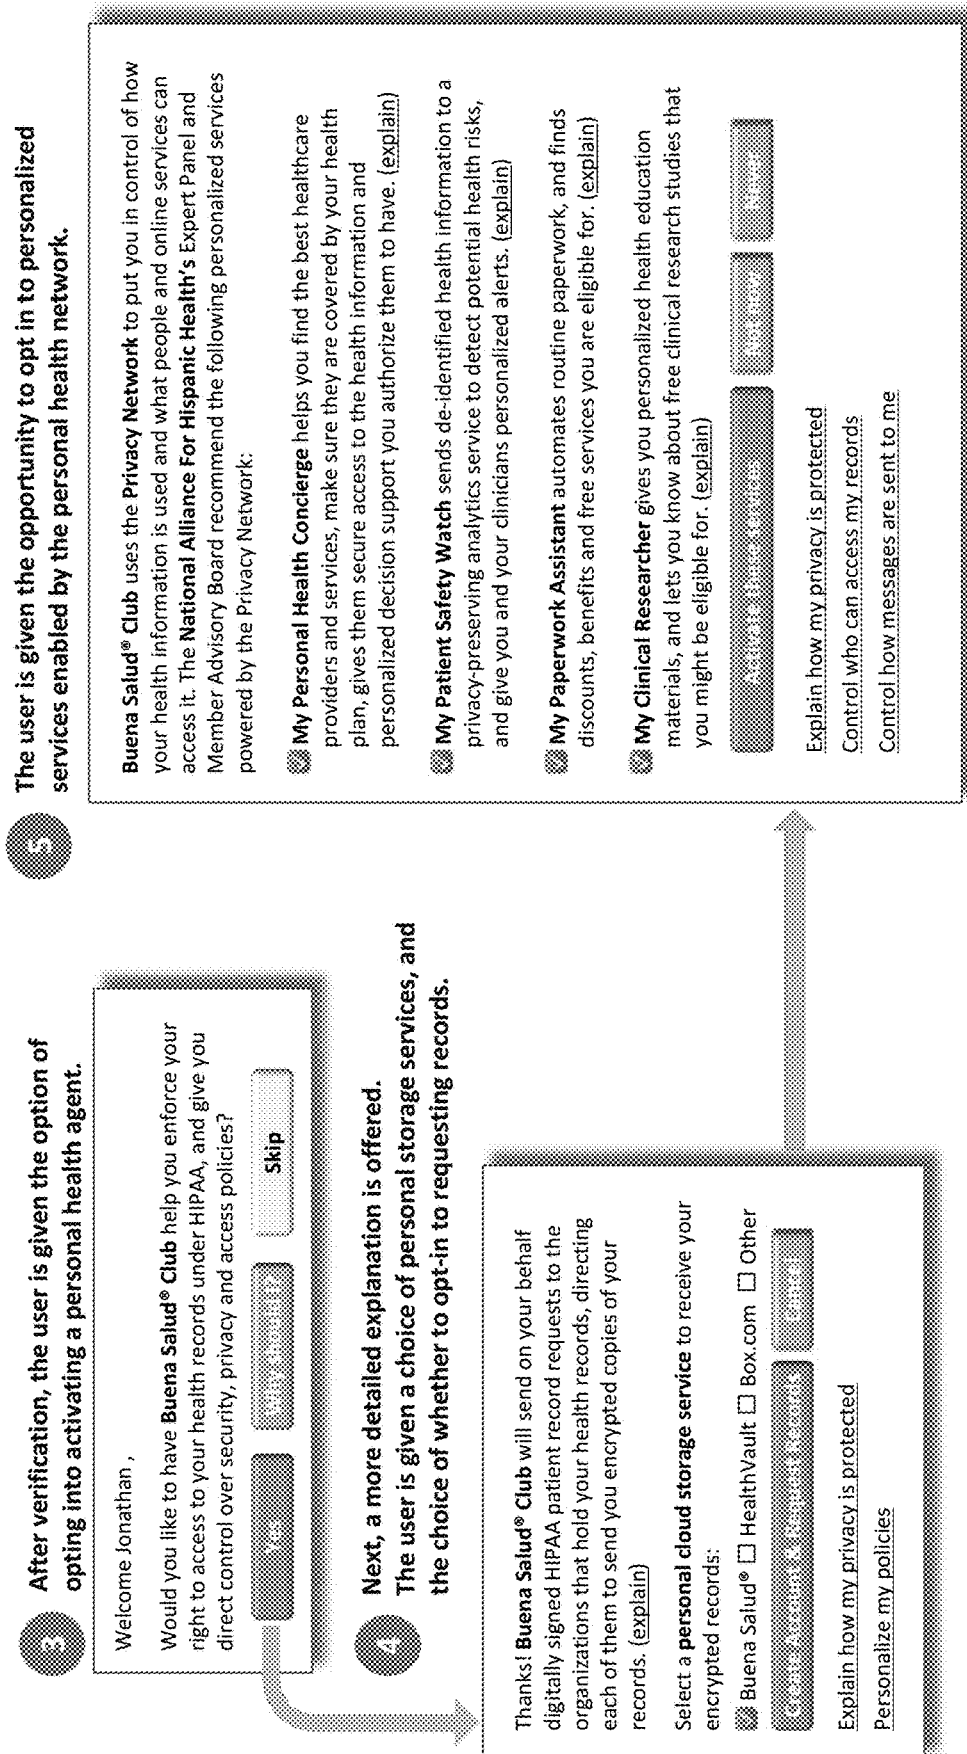 3
After verification, the user is given the option of
opting into activating a personal health agent.
Welcome Jonathan ,
Would you like to have Buena Salud® Club help you enforce your
right to access to your health records under HIPAA, and give you
direct control over security, privacy and access policies?
Yes
Skip
4
Next, a more detailed explanation is offered.
The user is given a choice of personal storage services, and
the choice of whether to opt-in to requesting records.
Thanks! Buena Salud® Club will send on your behalf
digitally signed HIPAA patient record requests to the
organizations that hold your health records, directing
each of them to send you encrypted copies of your
records. (explain)
Select a personal cloud storage service to receive your
encrypted records:
Buena Salud® HealthVault Box.com Other
Create Account & Request Records Cancel
Explain how my privacy is protected
Personalize my policies
5
The user is given the opportunity to opt in to personalized
services enabled by the personal health network.
Buena Salud® Club uses the Privacy Network to put you in control of how
your health information is used and what people and online services can
access it. The National Alliance For Hispanic Health's Expert Panel and
Member Advisory Board recommend the following personalized services
powered by the Privacy Network:
My Personal Health Concierge helps you find the best healthcare
providers and services, make sure they are covered by your health
plan, gives them secure access to the health information and
personalized decision support you authorize them to have. (explain)
My Patient Safety Watch sends de-identified health information to a
privacy-preserving analytics service to detect potential health risks,
and give you and your clinicians personalized alerts. (explain)
My Paperwork Assistant automates routine paperwork, and finds
discounts, benefits and free services you are eligible for. (explain)
My Clinical Researcher gives you personalized health education
materials, and lets you know about free clinical research studies that
you might be eligible for. (explain)
Explain how my privacy is protected
Control who can access my records
Control how messages are sent to me